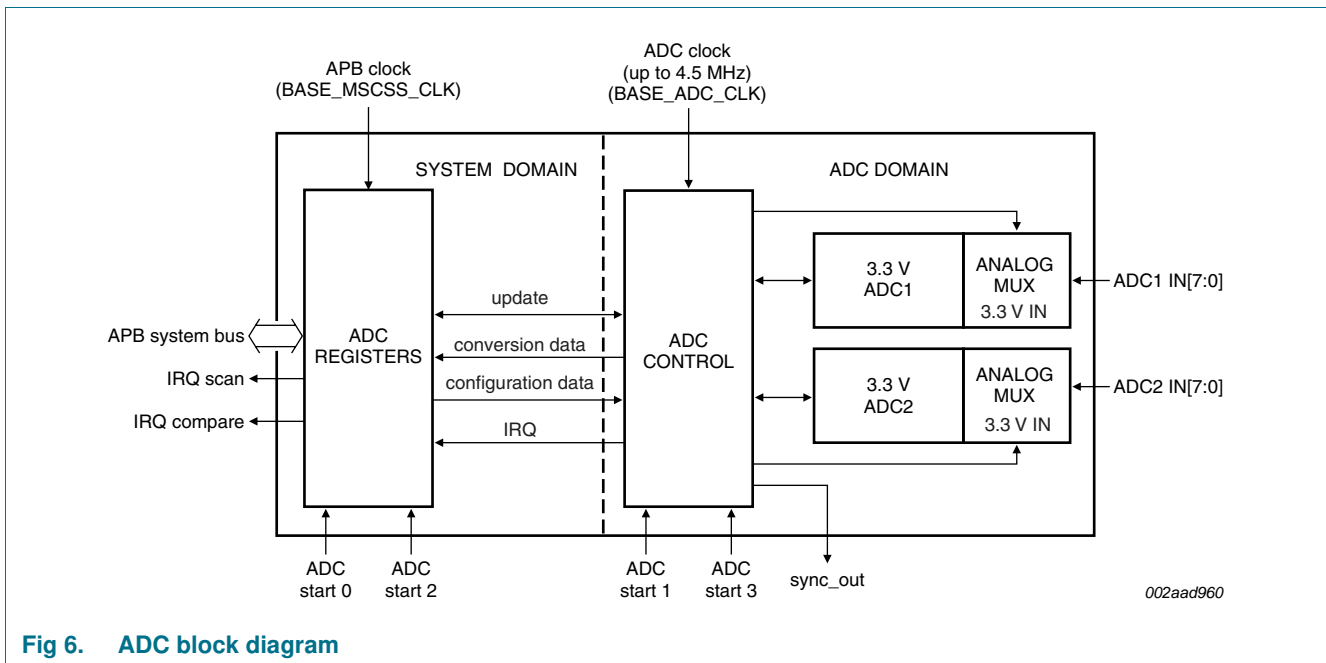 APB clock
(BASE_MSCSS_CLK)
ADC clock
(up to 4.5 MHz)
(BASE_ADC_CLK)
SYSTEM DOMAIN
ADC DOMAIN
APB system bus
IRQ scan
IRQ compare
ADC
REGISTERS
update
conversion data
configuration data
IRQ
ADC
CONTROL
3.3 V
ADC1
ANALOG
MUX
3.3 V IN
ADC1 IN[7:0]
3.3 V
ADC2
ANALOG
MUX
3.3 V IN
ADC2 IN[7:0]
ADC
start 0
ADC
start 2
ADC
start 1
ADC
start 3
sync_out
002aad960
Fig 6. ADC block diagram